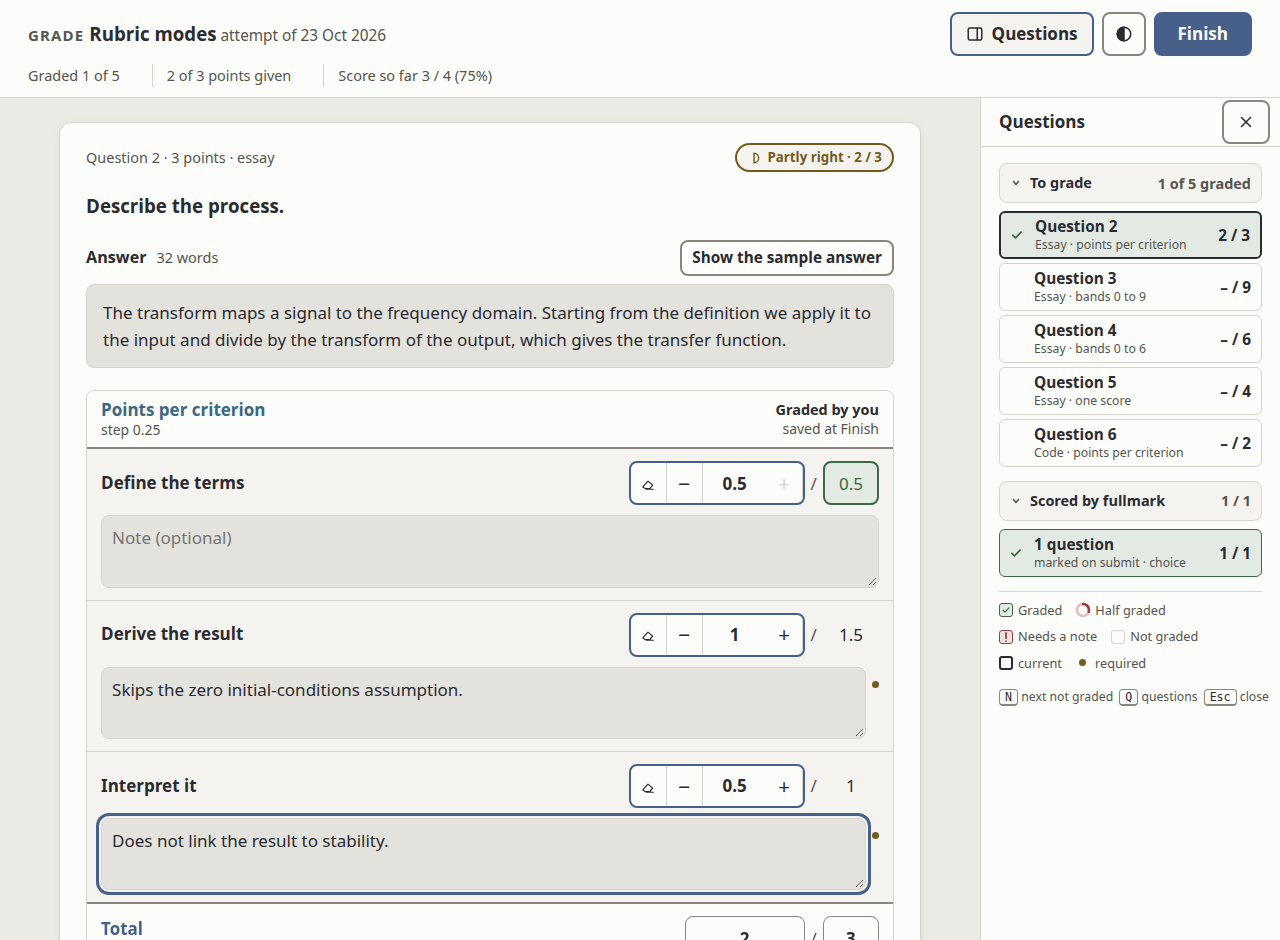 GRADE Rubric modes attempt of 23 Oct 2026
Questions
Finish
Graded 1 of 5
2 of 3 points given
Score so far 3 / 4 (75%)
Question 2 · 3 points · essay
Partly right · 2 / 3
Describe the process.
Answer 32 words
Show the sample answer
The transform maps a signal to the frequency domain. Starting from the definition we apply it to
the input and divide by the transform of the output, which gives the transfer function.
Points per criterion
step 0.25
Graded by you
saved at Finish
Define the terms
− 0.5 + / 0.5
Note (optional)
Derive the result
− 1 + / 1.5
Skips the zero initial-conditions assumption.
Interpret it
− 0.5 + / 1
Does not link the result to stability.
Total
2 / 3
Questions
To grade
1 of 5 graded
Question 2
Essay · points per criterion
2 / 3
Question 3
Essay · bands 0 to 9
– / 9
Question 4
Essay · bands 0 to 6
– / 6
Question 5
Essay · one score
– / 4
Question 6
Code · points per criterion
– / 2
Scored by fullmark
1 / 1
1 question
marked on submit · choice
1 / 1
Graded
Half graded
! Needs a note
Not graded
current
required
N next not graded Q questions Esc close